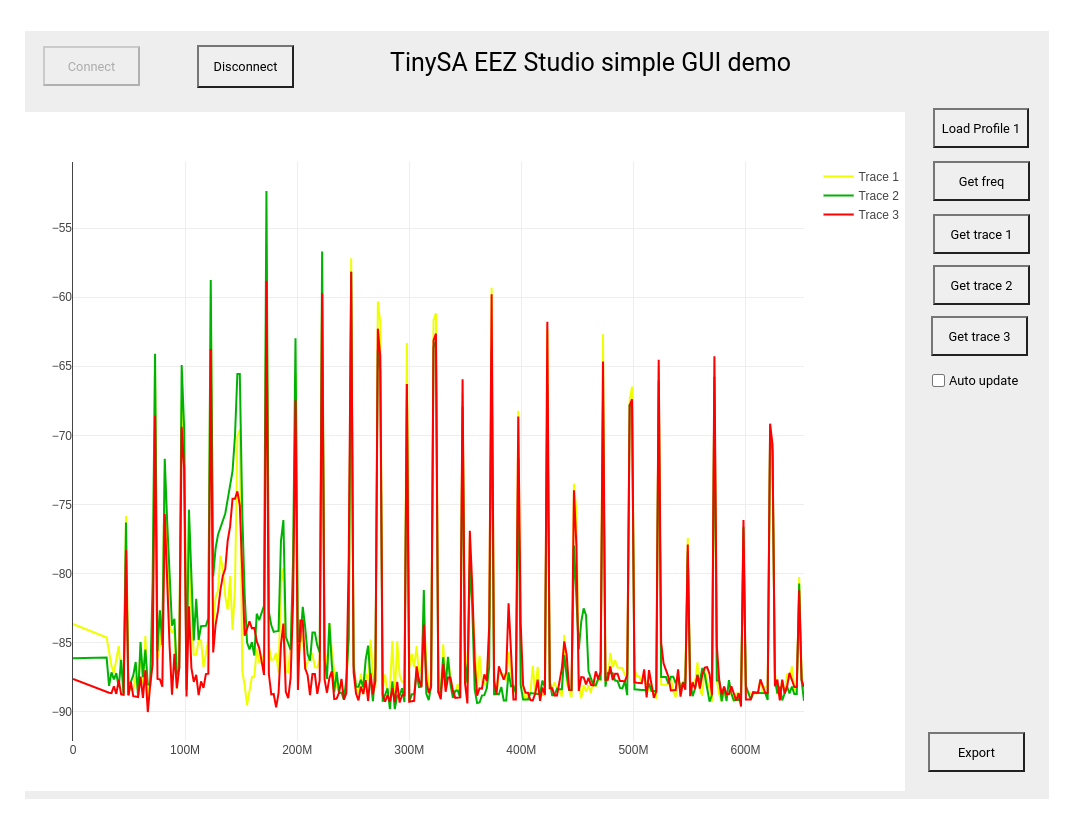 Connect
Disconnect
TinySA EEZ Studio simple GUI demo
Load Profile 1
Get freq
Get trace 1
Get trace 2
Get trace 3
Auto update
Export
Trace 1
Trace 2
Trace 3
−55
−60
−65
−70
−75
−80
−85
−90
0
100M
200M
300M
400M
500M
600M